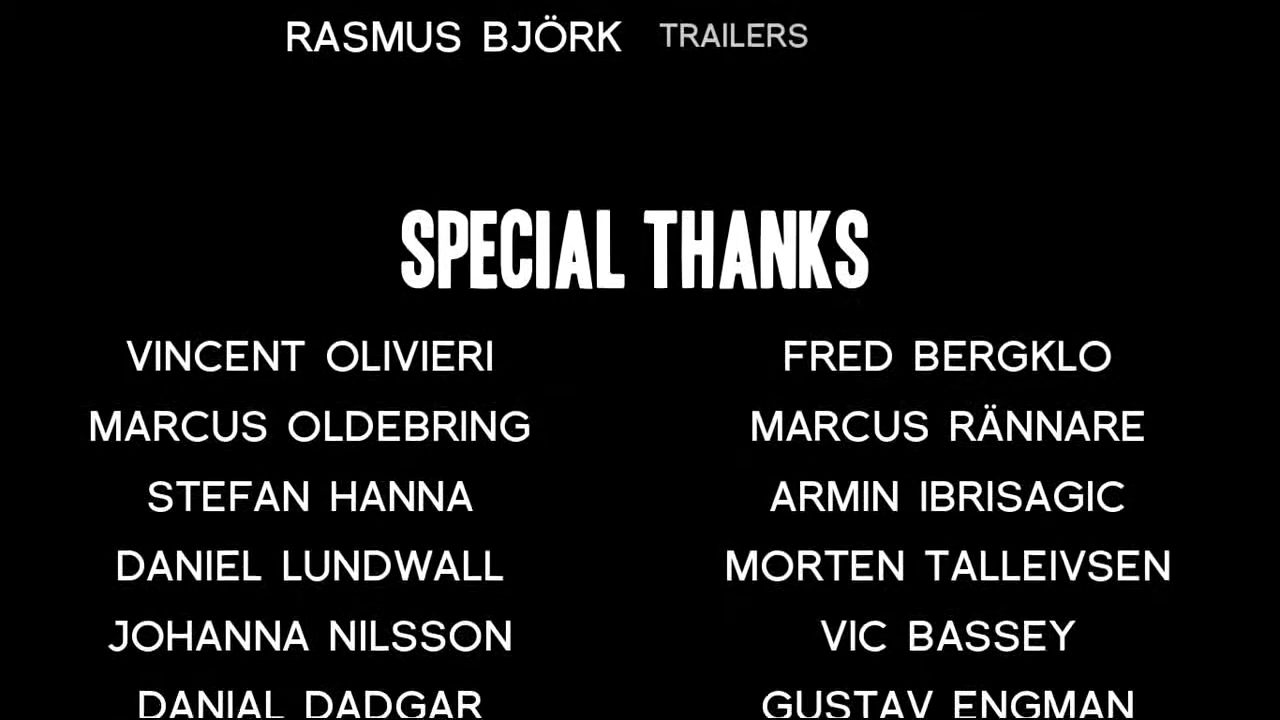 RASMUS BJÖRK TRAILERS
SPECIAL THANKS
VINCENT OLIVIERI FRED BERGKLO
MARCUS OLDEBRING MARCUS RÄNNARE
STEFAN HANNA ARMIN IBRISAGIC
DANIEL LUNDWALL MORTEN TALLEIVSEN
JOHANNA NILSSON VIC BASSEY
DANIAL DADGAR GUSTAV ENGMAN